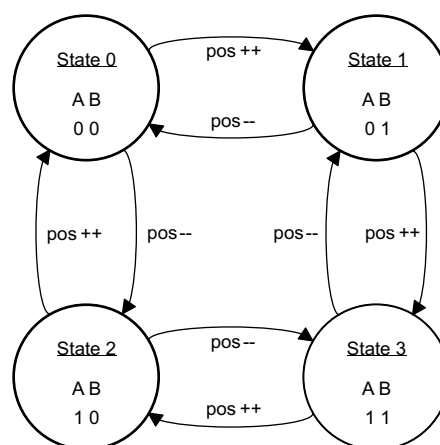 State 0
A B
0 0
pos ++
State 1
A B
0 1
pos --
pos ++
pos --
pos --
pos ++
State 2
A B
1 0
pos --
State 3
A B
1 1
pos ++